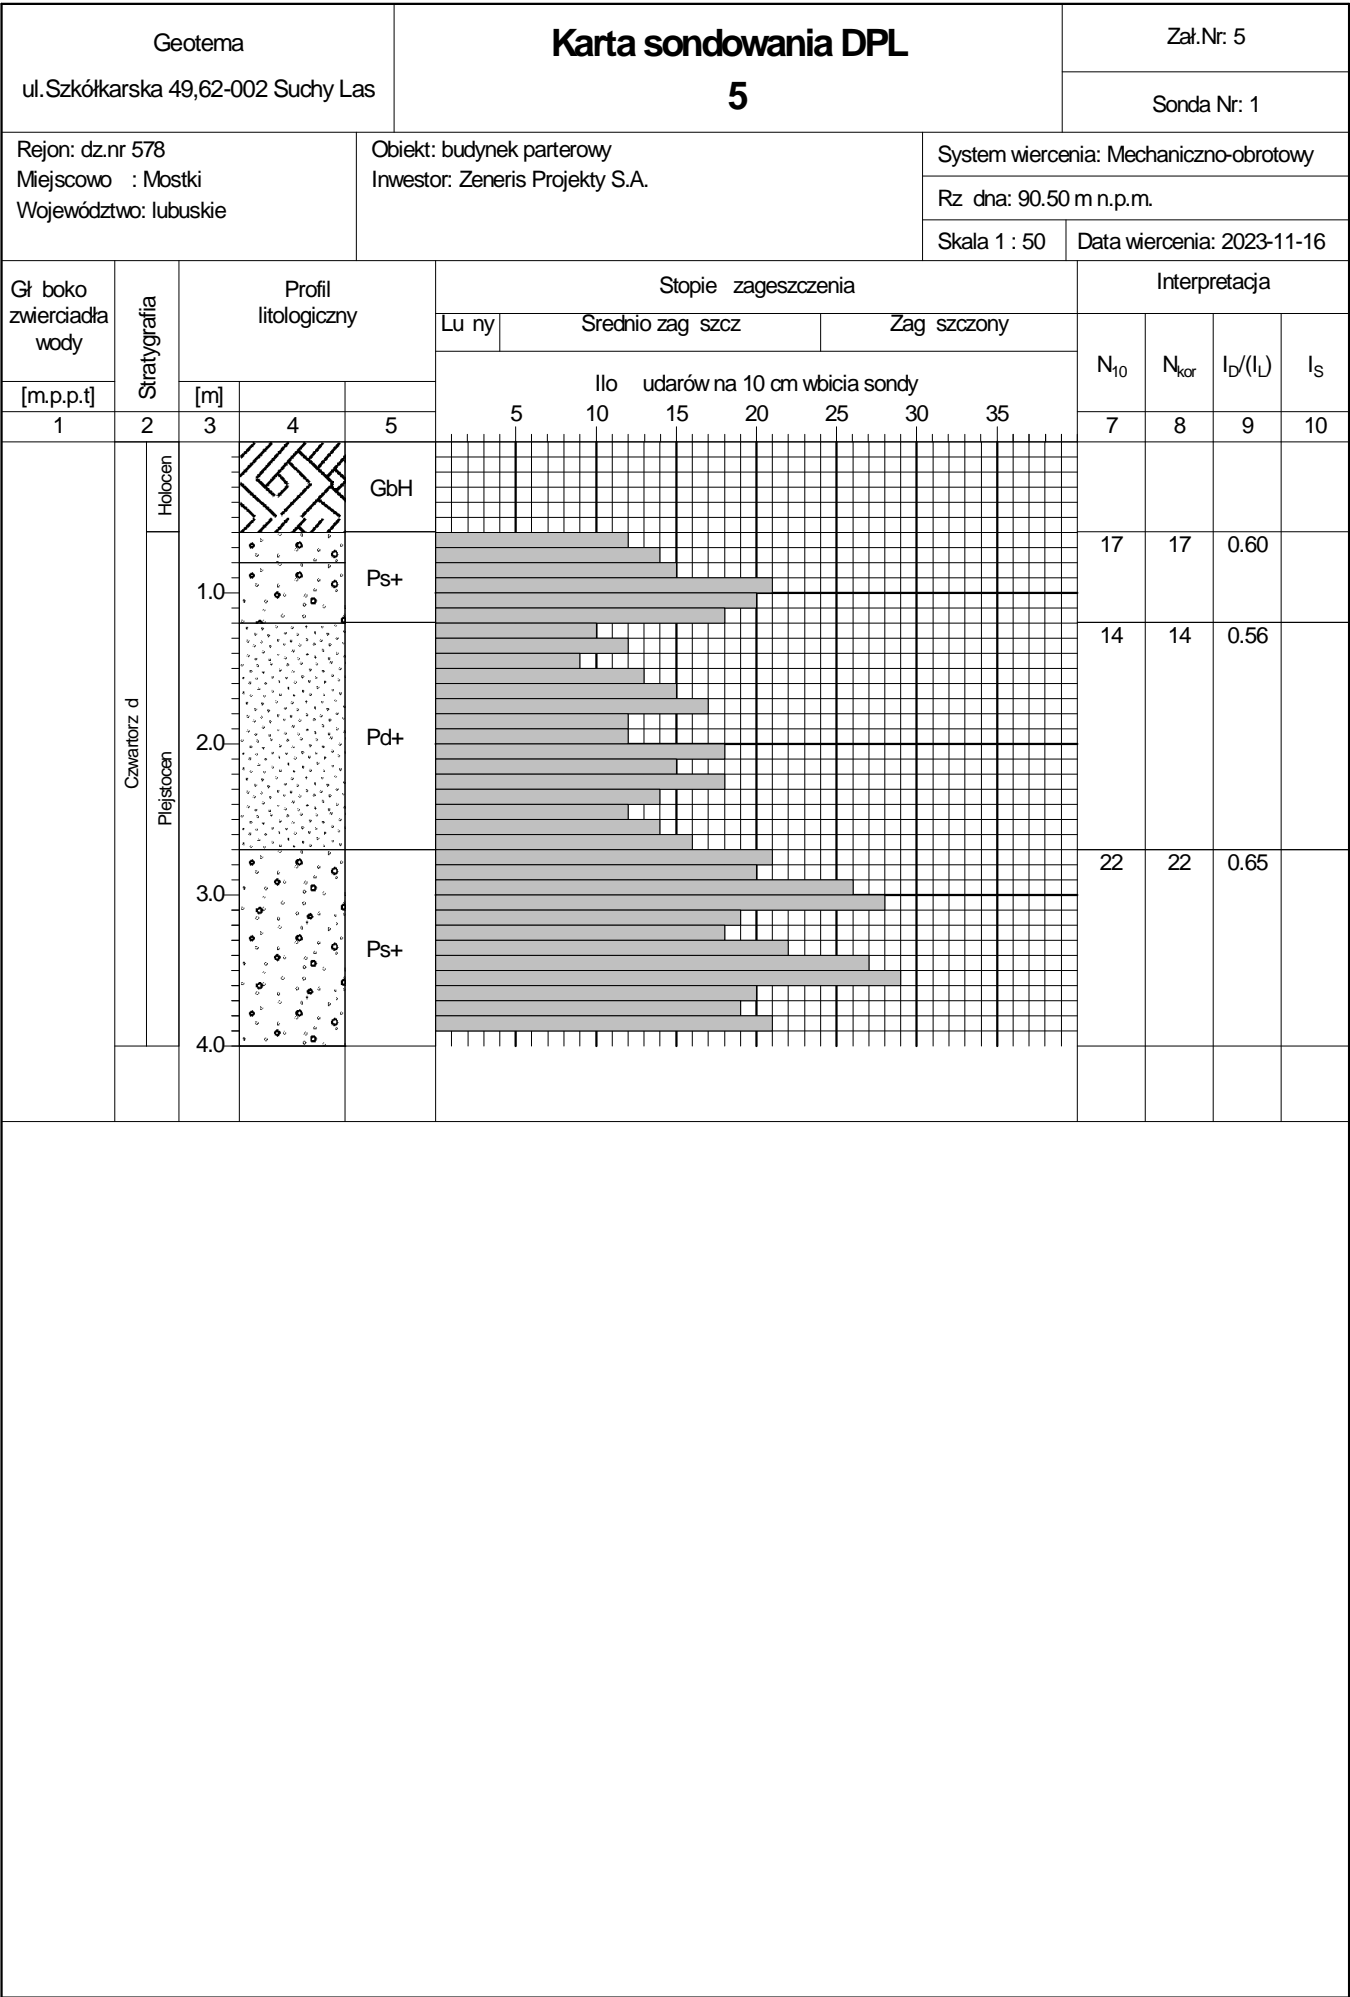 Geotema
ul.Szkółkarska 49,62-002 Suchy Las
Karta sondowania DPL
5
Zał.Nr: 5
Sonda Nr: 1
Rejon: dz.nr 578
Miejscowo : Mostki
Województwo: lubuskie
Obiekt: budynek parterowy
Inwestor: Zeneris Projekty S.A.
System wiercenia: Mechaniczno-obrotowy
Rz dna: 90.50 m n.p.m.
Skala 1 : 50
Data wiercenia: 2023-11-16
Gł boko
zwierciadła
wody
[m.p.p.t]
Stratygrafia
Profil
litologiczny
[m]
Stopie zageszczenia
Lu ny
Srednio zag szcz
Zag szczony
Ilo udarów na 10 cm wbicia sondy
5 10 15 20 25 30 35
Interpretacja
N10
Nkor
ID/(IL)
IS
1 2 3 4 5 7 8 9 10
Holocen
GbH
Czwartorz d
Plejstocen
Ps+
17 17 0.60
1.0
14 14 0.56
Pd+
2.0
22 22 0.65
3.0
Ps+
4.0